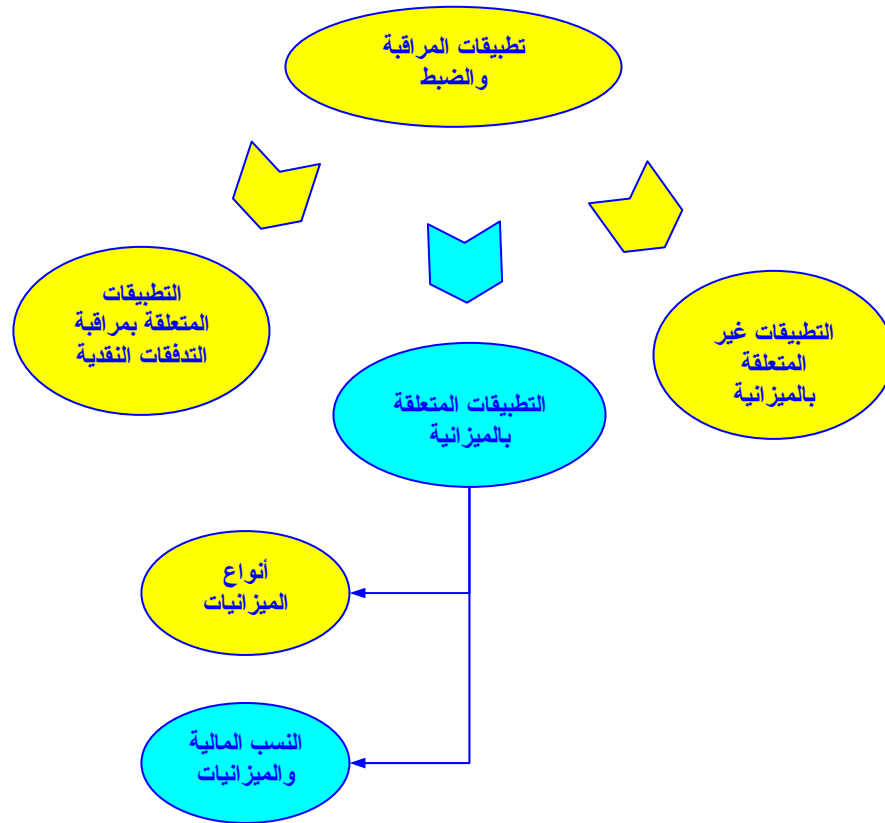 تطبيقات المراقبة
والضبط
التطبيقات غير
المتعلقة
بالميزانية
التطبيقات المتعلقة
بالميزانية
التطبيقات
المتعلقة بمراقبة
التدفقات النقدية
أنواع
الميزانيات
النسب المالية
والميزانيات